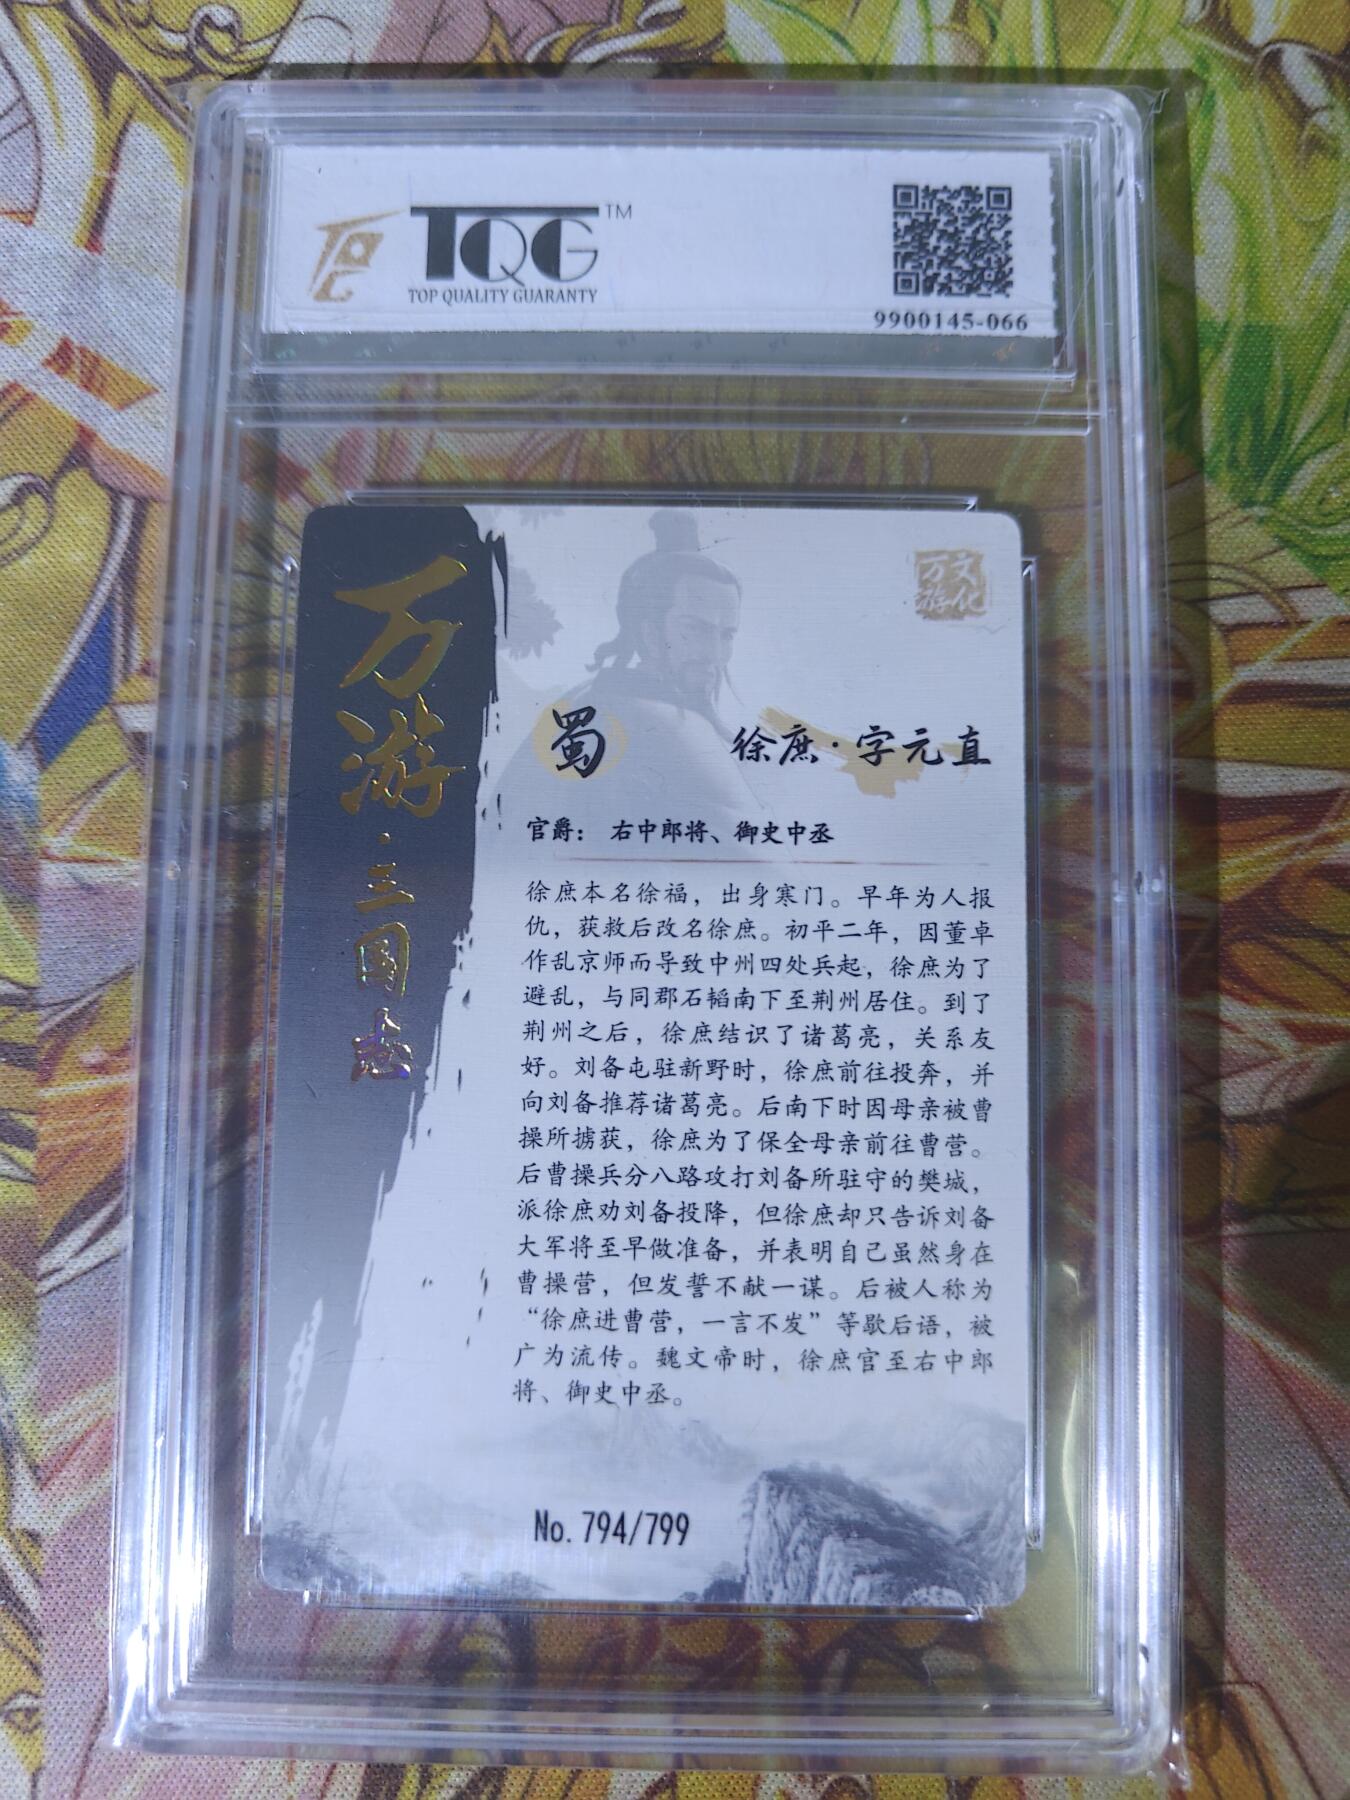 TQG™
TOP QUALITY GUARANTY
9900145-066
万游·三国志
万文
游化
蜀
徐庶·字元直
官爵： 右中郎将、御史中丞
徐庶本名徐福，出身寒门。早年为人报
仇，获救后改名徐庶。初平二年，因董卓
作乱京师而导致中州四处兵起，徐庶为了
避乱，与同郡石韬南下至荆州居住。到了
荆州之后，徐庶结识了诸葛亮，关系友
好。刘备屯驻新野时，徐庶前往投奔，并
向刘备推荐诸葛亮。后南下时因母亲被曹
操所掳获，徐庶为了保全母亲前往曹营。
后曹操兵分八路攻打刘备所驻守的樊城，
派徐庶劝刘备投降，但徐庶却只告诉刘备
大军将至早做准备，并表明自己虽然身在
曹操营，但发誓不献一谋。后被人称为
“徐庶进曹营，一言不发”等歇后语，被
广为流传。魏文帝时，徐庶官至右中郎
将、御史中丞。
No. 794/799